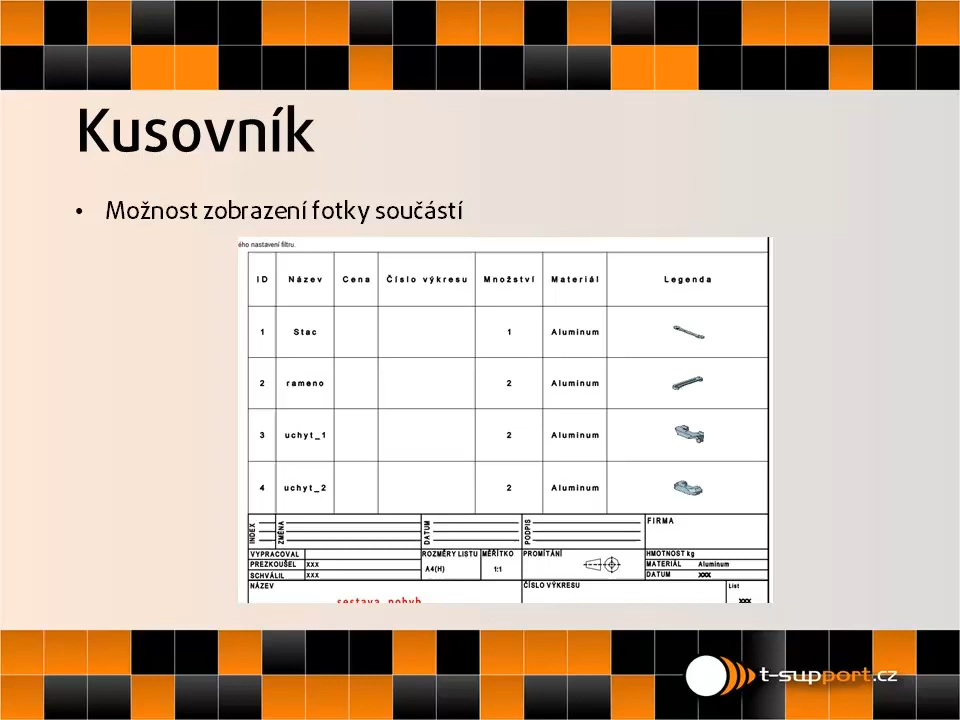 Kusovník
• Možnost zobrazení fotky součástí
ého nastavení filtru.
ID Název Cena Číslo výkresu Množství Materiál Legenda
1 Stac 1 Aluminum
2 rameno 2 Aluminum
3 uchyt_1 2 Aluminum
4 uchyt_2 2 Aluminum
INDEX ZMĚNA DATUM PODPIS FIRMA
VYPRACOVAL ROZMĚRY LISTU MĚŘÍTKO PROMÍTÁNÍ HMOTNOST kg
PREZKOUŠEL XXX A4(H) 1:1 MATERIÁL Aluminum
SCHVÁLIL XXX DATUM XXX
NÁZEV ČÍSLO VÝKRESU List
sestava_pohyb XXX
t-support.cz